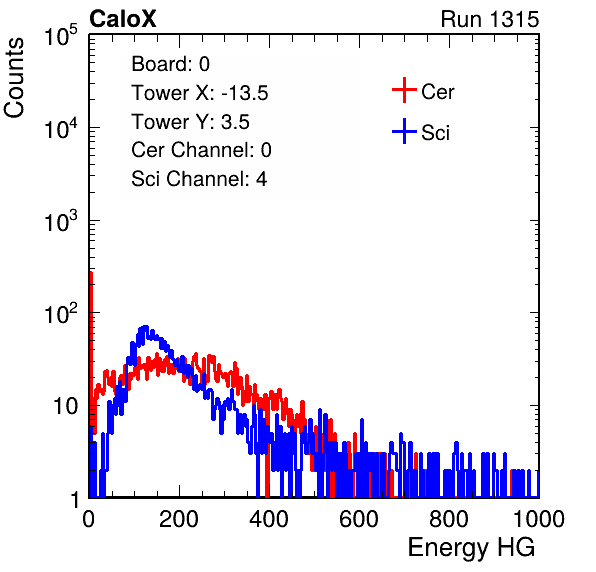 CaloX Run 1315
Counts
Board: 0
Tower X: -13.5
Tower Y: 3.5
Cer Channel: 0
Sci Channel: 4
Cer
Sci
10^5
10^4
10^3
10^2
10
1
0 200 400 600 800 1000
Energy HG